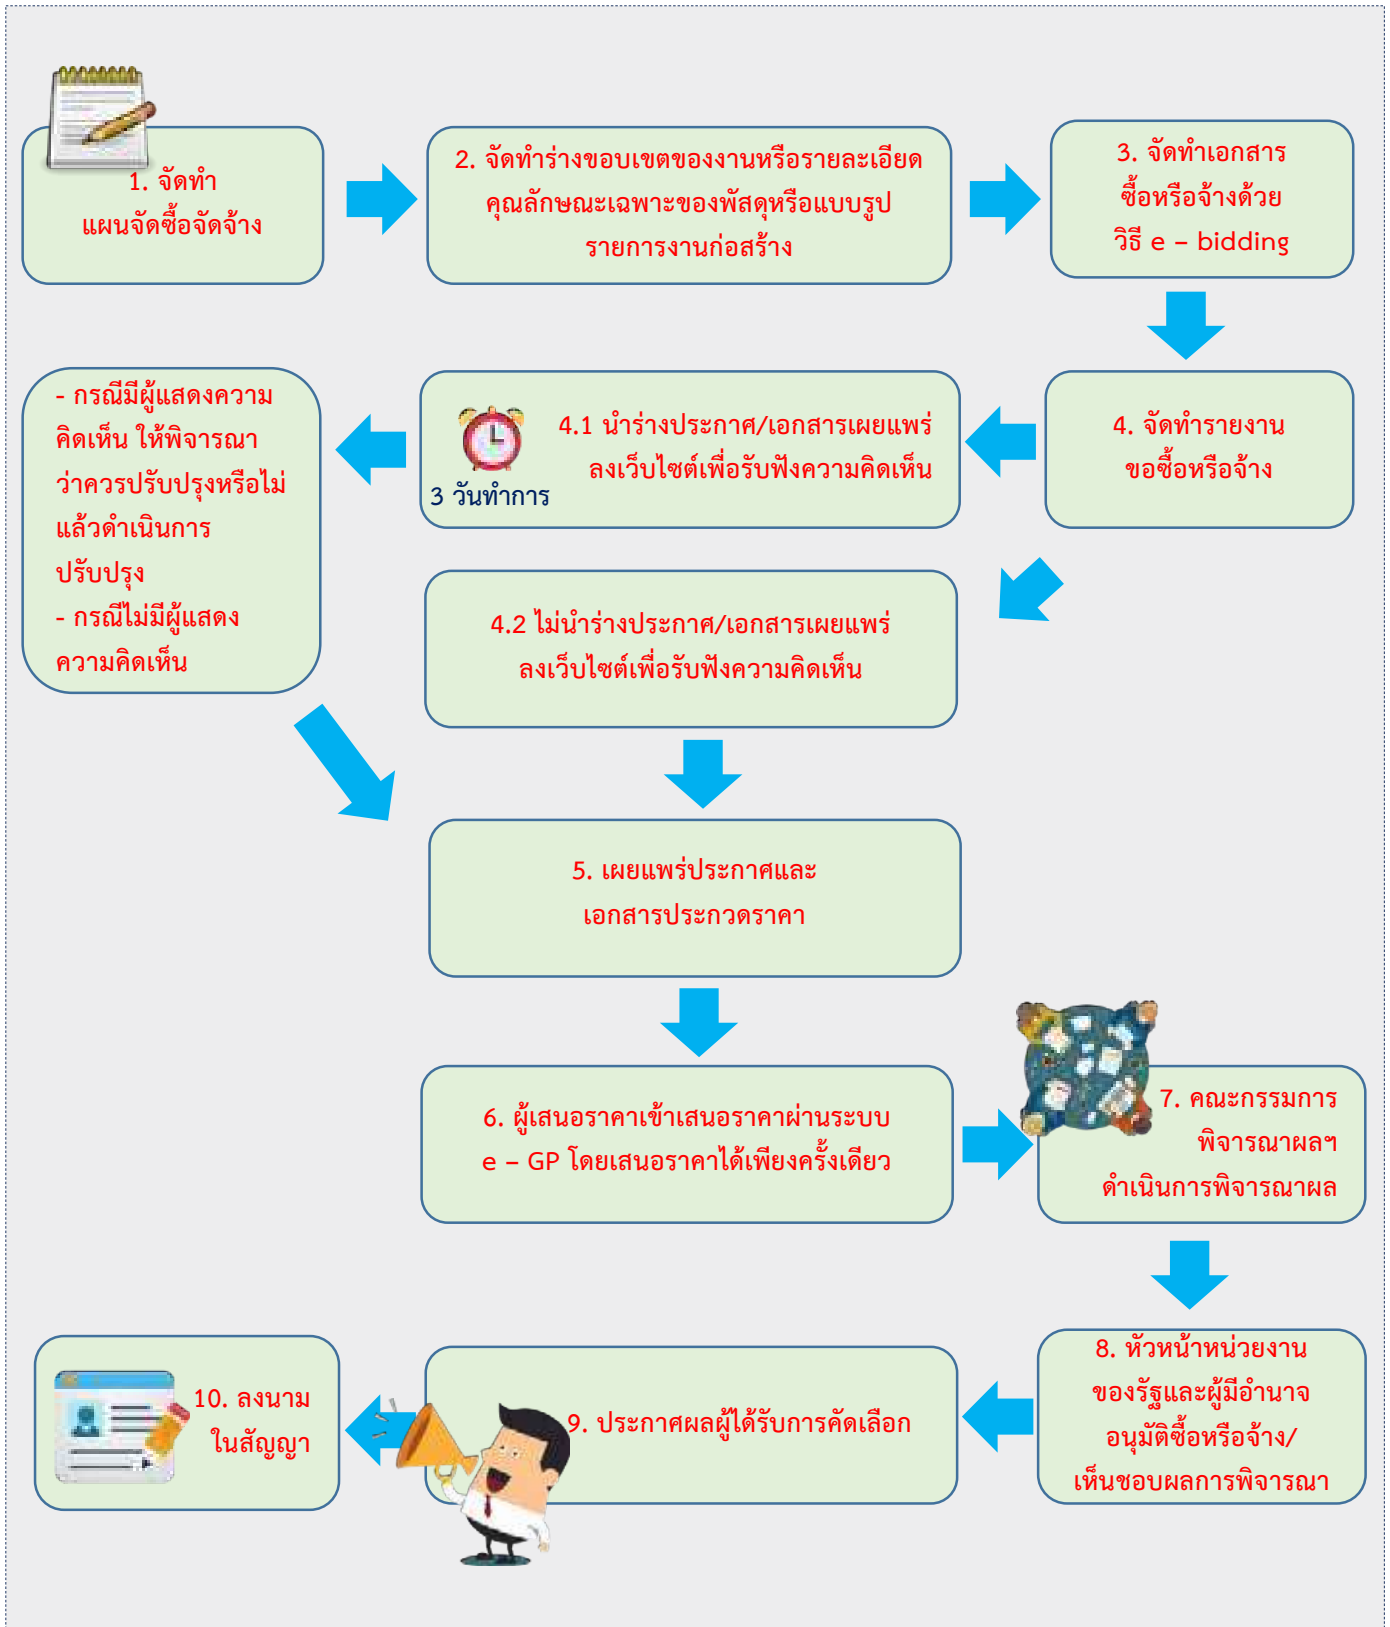 1. จัดทำ
แผนจัดซื้อจัดจ้าง
2. จัดทำร่างขอบเขตของงานหรือรายละเอียด
คุณลักษณะเฉพาะของพัสดุหรือแบบรูป
รายการงานก่อสร้าง
3. จัดทำเอกสาร
ซื้อหรือจ้างด้วย
วิธี e – bidding
4. จัดทำรายงาน
ขอซื้อหรือจ้าง
4.1 นำร่างประกาศ/เอกสารเผยแพร่
ลงเว็บไซต์เพื่อรับฟังความคิดเห็น
3 วันทำการ
- กรณีมีผู้แสดงความ
คิดเห็น ให้พิจารณา
ว่าควรปรับปรุงหรือไม่
แล้วดำเนินการ
ปรับปรุง
- กรณีไม่มีผู้แสดง
ความคิดเห็น
4.2 ไม่นำร่างประกาศ/เอกสารเผยแพร่
ลงเว็บไซต์เพื่อรับฟังความคิดเห็น
5. เผยแพร่ประกาศและ
เอกสารประกวดราคา
6. ผู้เสนอราคาเข้าเสนอราคาผ่านระบบ
e – GP โดยเสนอราคาได้เพียงครั้งเดียว
7. คณะกรรมการ
พิจารณาผลฯ
ดำเนินการพิจารณาผล
8. หัวหน้าหน่วยงาน
ของรัฐและผู้มีอำนาจ
อนุมัติซื้อหรือจ้าง/
เห็นชอบผลการพิจารณา
9. ประกาศผลผู้ได้รับการคัดเลือก
10. ลงนาม
ในสัญญา